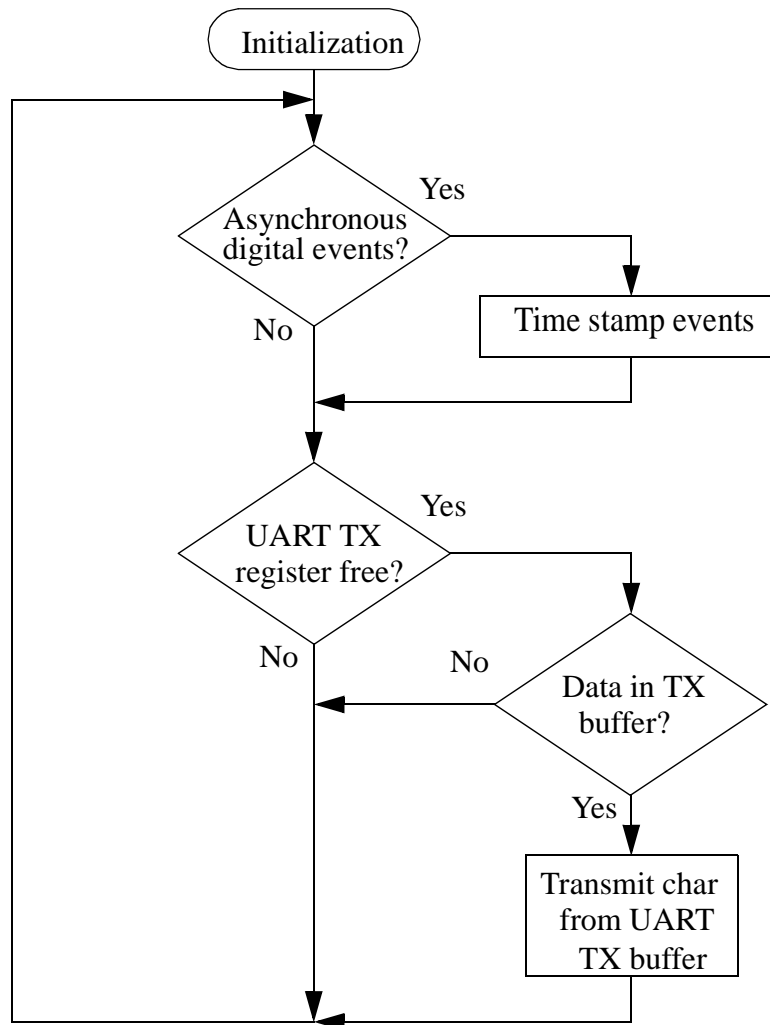 Initialization
Yes
Asynchronous
digital events?
No
Time stamp events
Yes
UART TX
register free?
No
No
Data in TX
buffer?
Yes
Transmit char
from UART
TX buffer